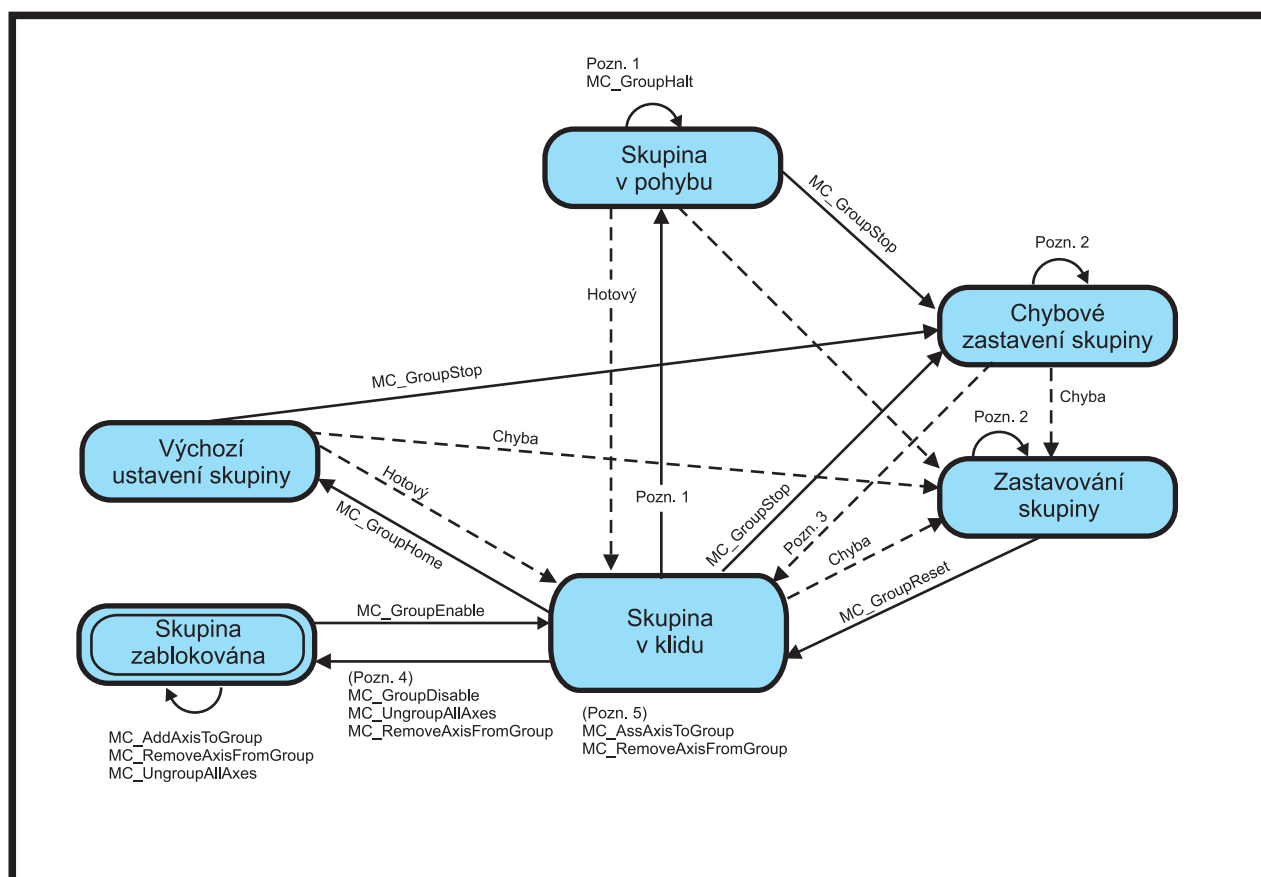 Pozn. 1
MC_GroupHalt
Skupina
v pohybu
MC_GroupStop
Pozn. 2
Hotový
Chybové
zastavení skupiny
MC_GroupStop
Chyba
Výchozí
ustavení skupiny
Chyba
Pozn. 2
Hotový
Zastavování
skupiny
Pozn. 1
MC_GroupStop
Pozn. 3
MC_GroupHome
Chyba
MC_GroupReset
MC_GroupEnable
Skupina
zablokována
Skupina
v klidu
(Pozn. 4)
MC_GroupDisable
MC_UngroupAllAxes
MC_RemoveAxisFromGroup
(Pozn. 5)
MC_AssAxisToGroup
MC_RemoveAxisFromGroup
MC_AddAxisToGroup
MC_RemoveAxisFromGroup
MC_UngroupAllAxes